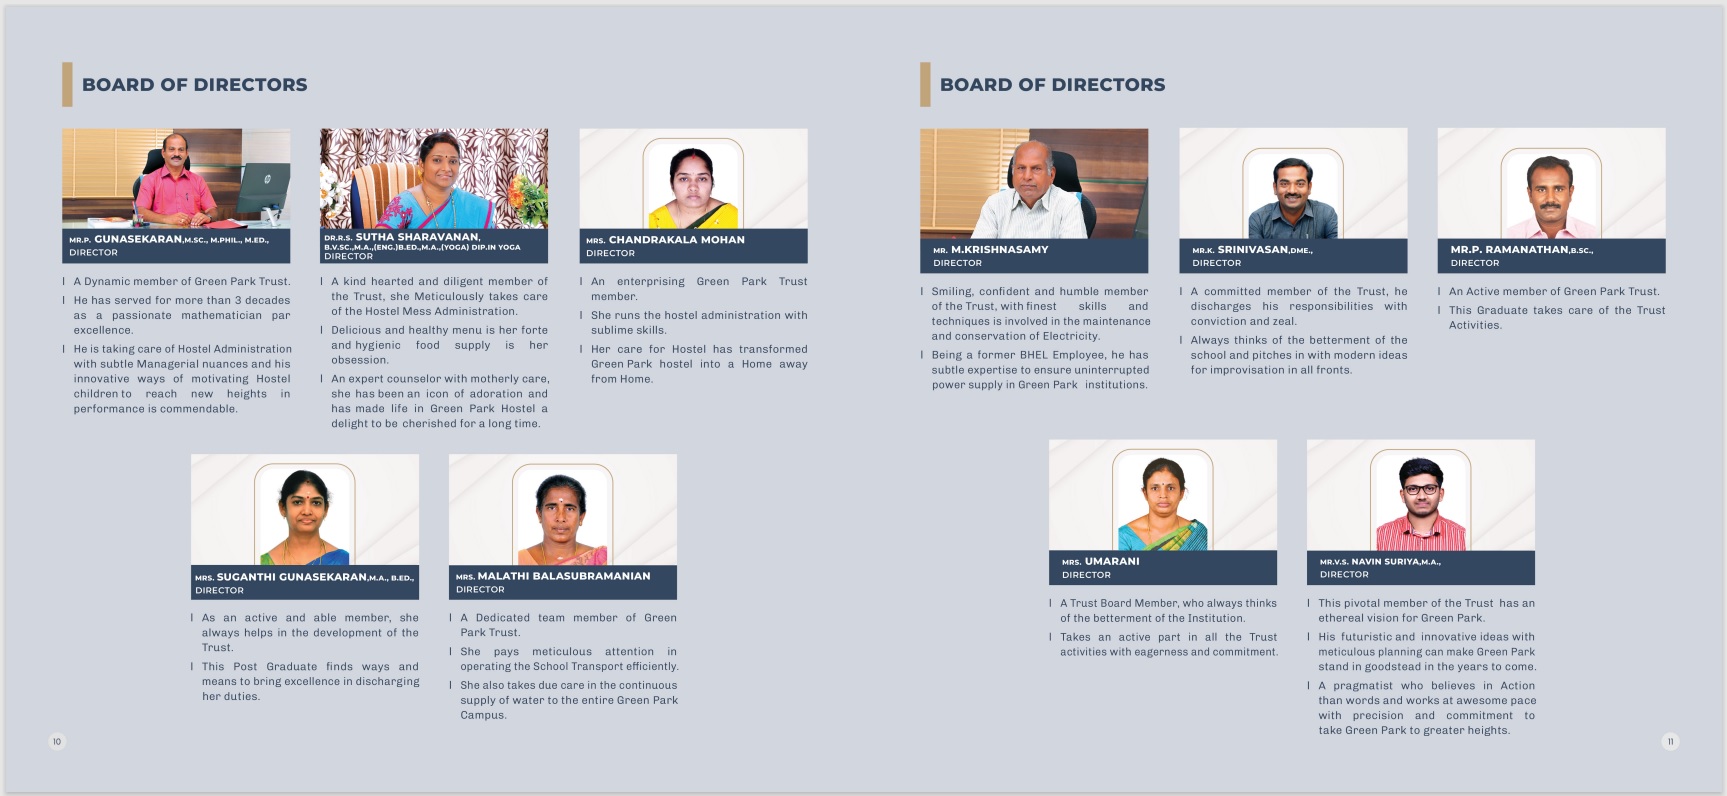 BOARD OF DIRECTORS
MR.P. GUNASEKARAN,M.SC., M.PHIL., M.ED.,
DIRECTOR
l A Dynamic member of Green Park Trust.
l He has served for more than 3 decades
as a passionate mathematician par
excellence.
l He is taking care of Hostel Administration
with subtle Managerial nuances and his
innovative ways of motivating Hostel
children to reach new heights in
performance is commendable.
DR.R.S. SUTHA SHARAVANAN,
B.V.SC.,M.A.,(ENG.)B.ED.,M.A.,(YOGA) DIP.IN YOGA
DIRECTOR
l A kind hearted and diligent member of
the Trust, she Meticulously takes care
of the Hostel Mess Administration.
l Delicious and healthy menu is her forte
and hygienic food supply is her
obsession.
l An expert counselor with motherly care,
she has been an icon of adoration and
has made life in Green Park Hostel a
delight to be cherished for a long time.
MRS. CHANDRAKALA MOHAN
DIRECTOR
l An enterprising Green Park Trust
member.
l She runs the hostel administration with
sublime skills.
l Her care for Hostel has transformed
Green Park hostel into a Home away
from Home.
MRS. SUGANTHI GUNASEKARAN,M.A., B.ED.,
DIRECTOR
l As an active and able member, she
always helps in the development of the
Trust.
l This Post Graduate finds ways and
means to bring excellence in discharging
her duties.
MRS. MALATHI BALASUBRAMANIAN
DIRECTOR
l A Dedicated team member of Green
Park Trust.
l She pays meticulous attention in
operating the School Transport efficiently.
l She also takes due care in the continuous
supply of water to the entire Green Park
Campus.
10
BOARD OF DIRECTORS
MR. M.KRISHNASAMY
DIRECTOR
l Smiling, confident and humble member
of the Trust, with finest skills and
techniques is involved in the maintenance
and conservation of Electricity.
l Being a former BHEL Employee, he has
subtle expertise to ensure uninterrupted
power supply in Green Park institutions.
MR.K. SRINIVASAN,DME.,
DIRECTOR
l A committed member of the Trust, he
discharges his responsibilities with
conviction and zeal.
l Always thinks of the betterment of the
school and pitches in with modern ideas
for improvisation in all fronts.
MR.P. RAMANATHAN,B.SC.,
DIRECTOR
l An Active member of Green Park Trust.
l This Graduate takes care of the Trust
Activities.
MRS. UMARANI
DIRECTOR
l A Trust Board Member, who always thinks
of the betterment of the Institution.
l Takes an active part in all the Trust
activities with eagerness and commitment.
MR.V.S. NAVIN SURIYA,M.A.,
DIRECTOR
l This pivotal member of the Trust has an
ethereal vision for Green Park.
l His futuristic and innovative ideas with
meticulous planning can make Green Park
stand in goodstead in the years to come.
l A pragmatist who believes in Action
than words and works at awesome pace
with precision and commitment to
take Green Park to greater heights.
11